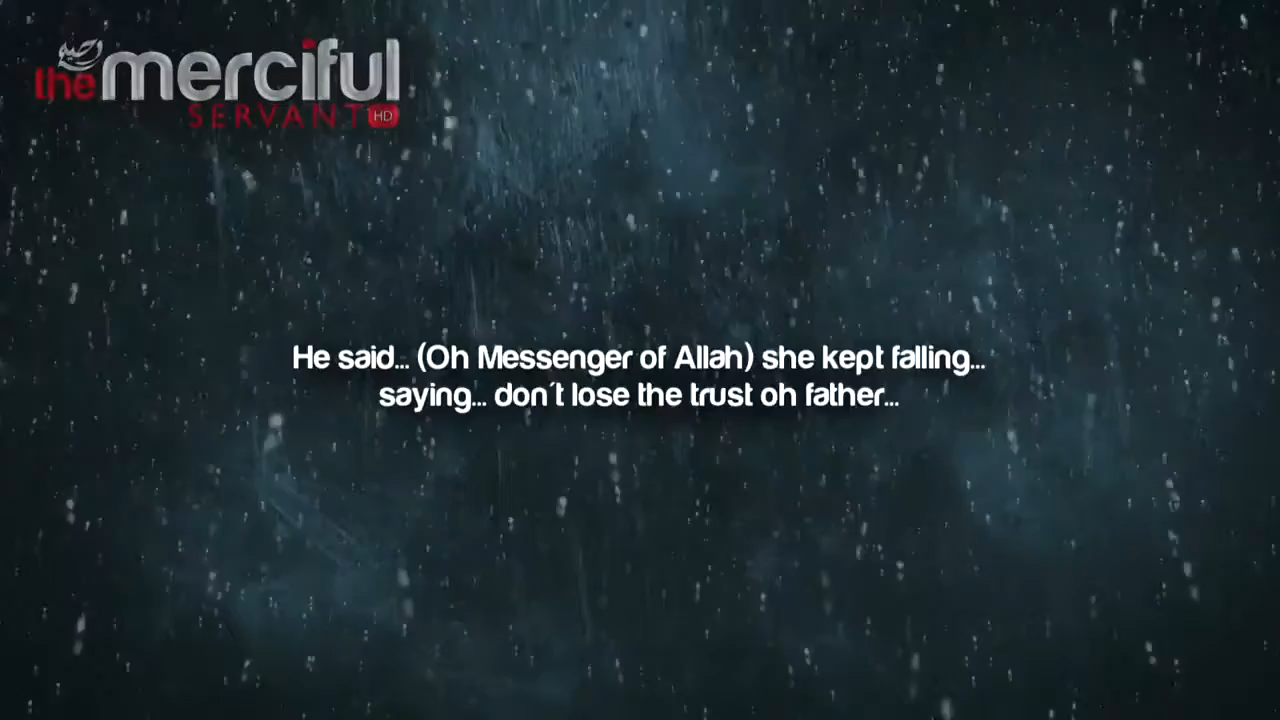 the merciful
SERVANT HD
He said... (Oh Messenger of Allah) she kept falling...
saying... don´t lose the trust oh father...